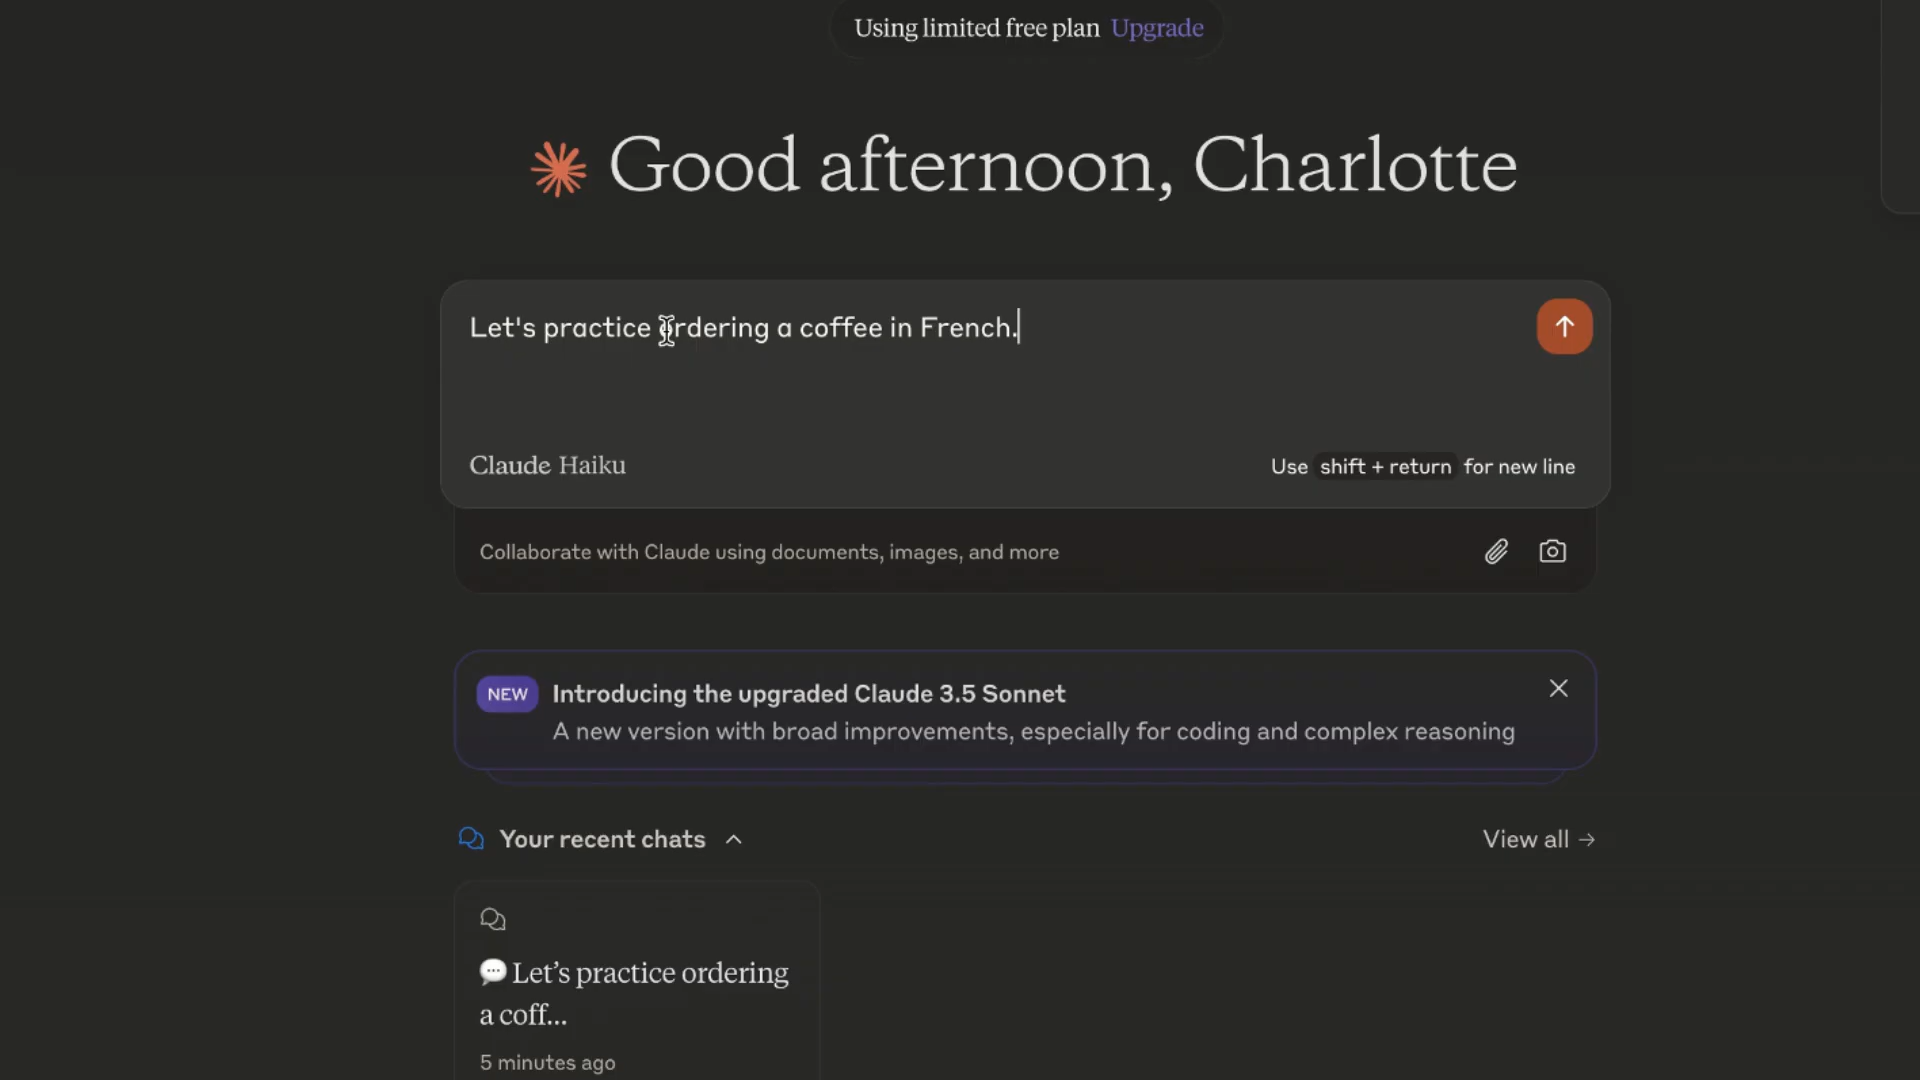 Using limited free plan Upgrade
Good afternoon, Charlotte
Let's practice ordering a coffee in French.
Claude Haiku
Use shift + return for new line
Collaborate with Claude using documents, images, and more
NEW Introducing the upgraded Claude 3.5 Sonnet
A new version with broad improvements, especially for coding and complex reasoning
Your recent chats
View all →
💬 Let’s practice ordering
a coff...
5 minutes ago